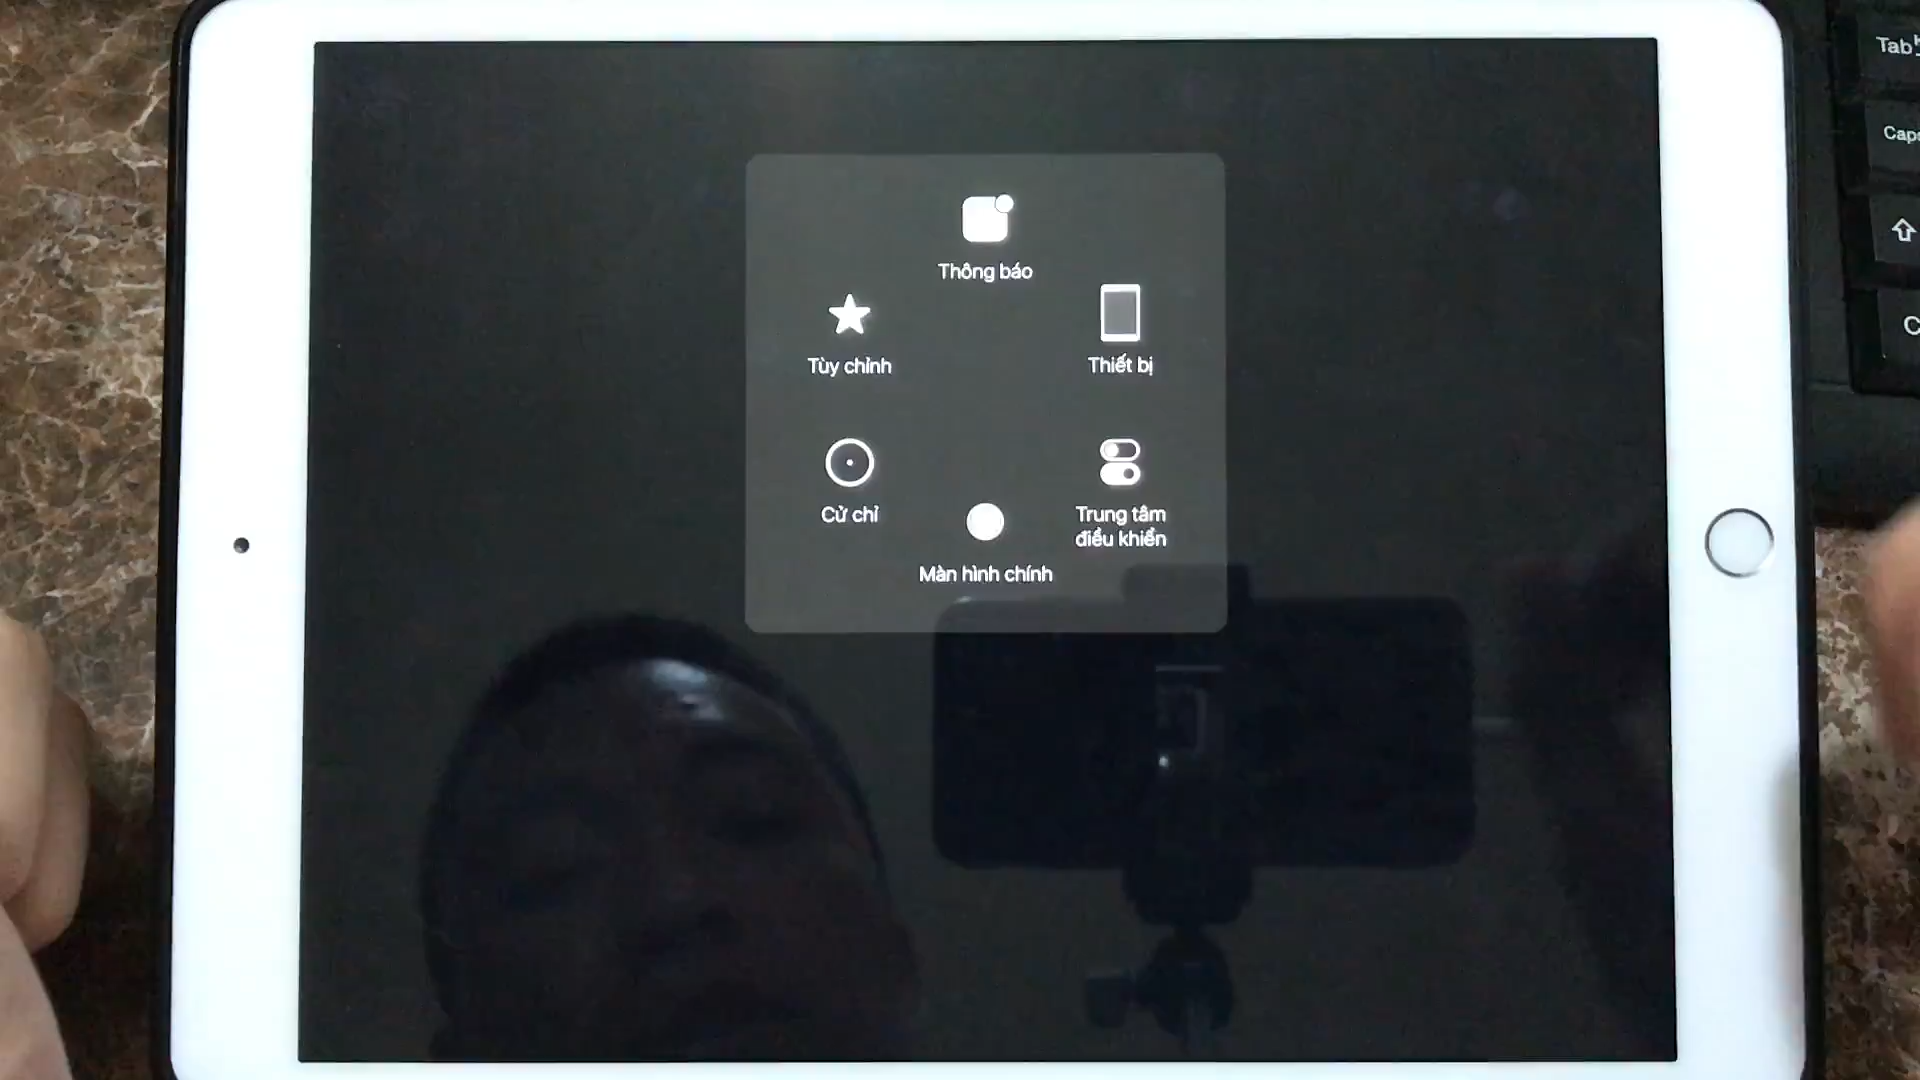 Thông báo
Tùy chỉnh
Thiết bị
Cử chỉ
Trung tâm
điều khiển
Màn hình chính
Tab
Caps